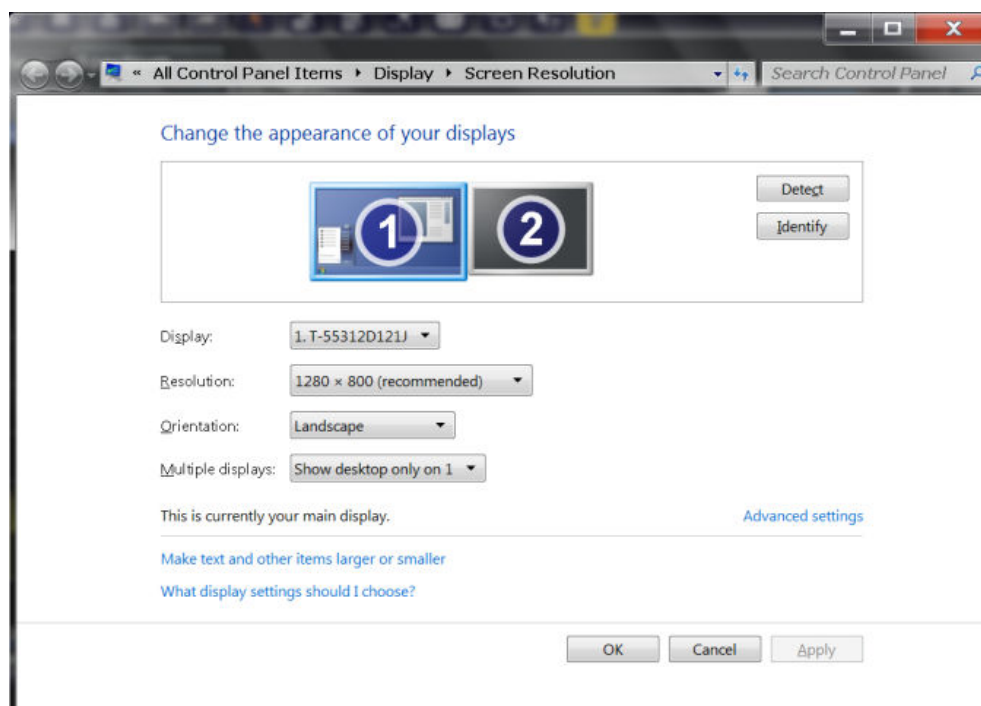 « All Control Panel Items ▸ Display ▸ Screen Resolution
Search Control Panel
Change the appearance of your displays
1
2
Detect
Identify
Display: 1. T-55312D121J
Resolution: 1280 × 800 (recommended)
Orientation: Landscape
Multiple displays: Show desktop only on 1
This is currently your main display.
Advanced settings
Make text and other items larger or smaller
What display settings should I choose?
OK Cancel Apply